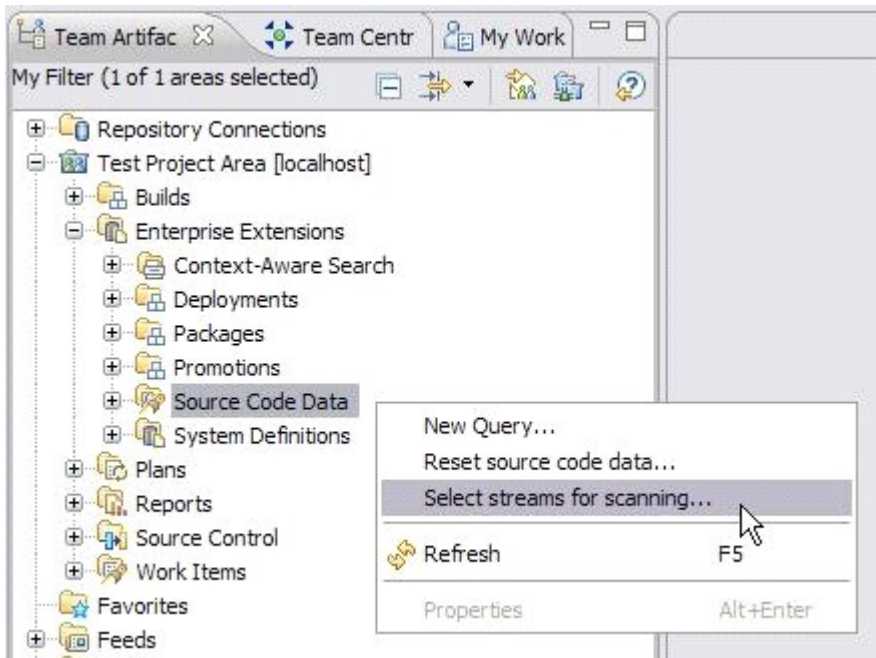 Team Artifac Team Centr My Work
My Filter (1 of 1 areas selected)
Repository Connections
Test Project Area [localhost]
Builds
Enterprise Extensions
Context-Aware Search
Deployments
Packages
Promotions
Source Code Data
System Definitions
Plans
Reports
Source Control
Work Items
Favorites
Feeds
New Query...
Reset source code data...
Select streams for scanning...
Refresh F5
Properties Alt+Enter